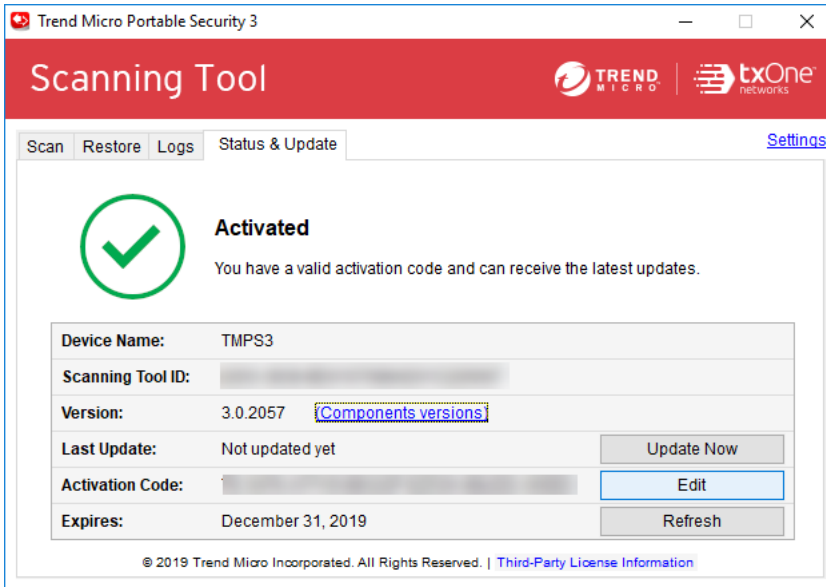 Trend Micro Portable Security 3
Scanning Tool
TREND MICRO
txOne networks
Scan Restore Logs Status & Update Settings
Activated
You have a valid activation code and can receive the latest updates.
Device Name: TMPS3
Scanning Tool ID:
Version: 3.0.2057 (Components versions)
Last Update: Not updated yet Update Now
Activation Code: Edit
Expires: December 31, 2019 Refresh
© 2019 Trend Micro Incorporated. All Rights Reserved. | Third-Party License Information